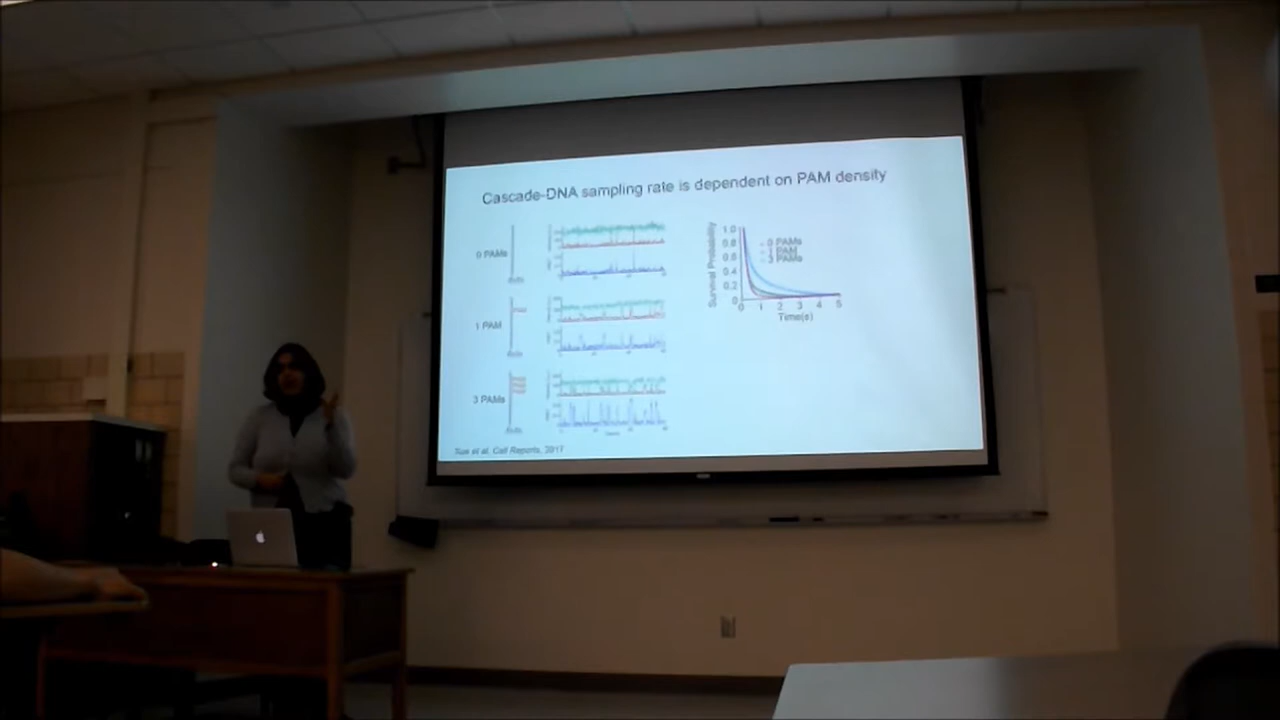 Cascade-DNA sampling rate is dependent on PAM density
0 PAMs
1 PAM
3 PAMs
Survival Probability
1.0
0.8
0.6
0.4
0.2
0
0 PAMs
1 PAM
3 PAMs
0 1 2 3 4 5
Time(s)
Xue et al. Cell Reports, 2017